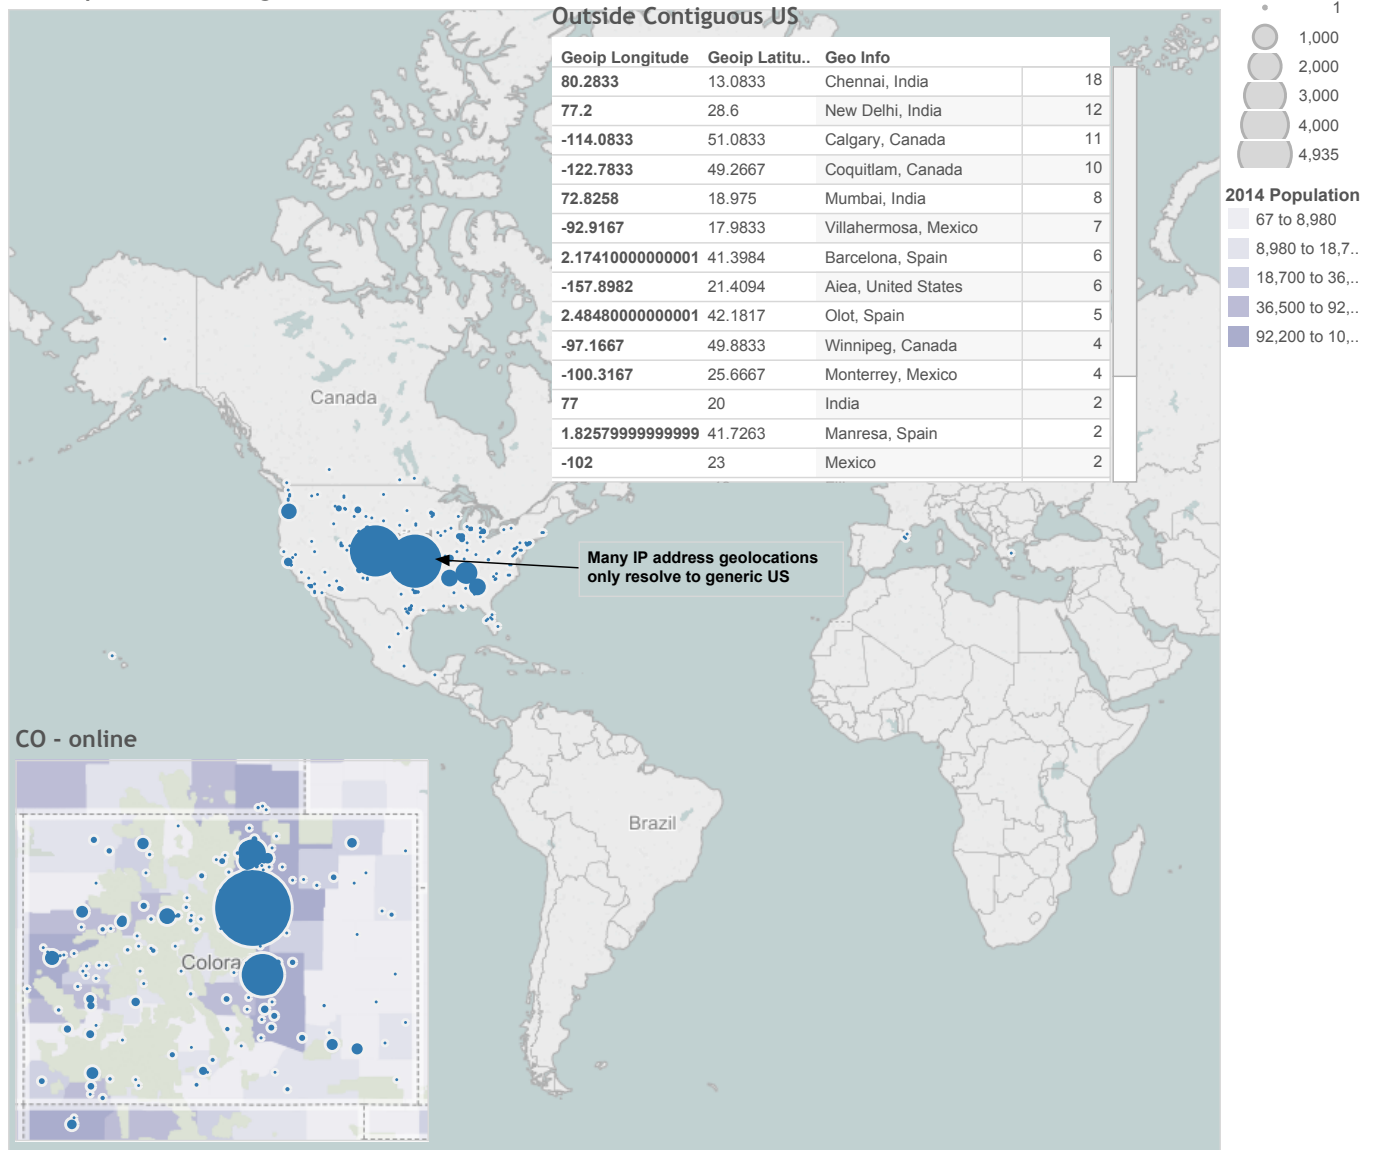 Outside Contiguous US
Geoip Longitude Geoip Latitu.. Geo Info
80.2833 13.0833 Chennai, India 18
77.2 28.6 New Delhi, India 12
-114.0833 51.0833 Calgary, Canada 11
-122.7833 49.2667 Coquitlam, Canada 10
72.8258 18.975 Mumbai, India 8
-92.9167 17.9833 Villahermosa, Mexico 7
2.17410000000001 41.3984 Barcelona, Spain 6
-157.8982 21.4094 Aiea, United States 6
2.48480000000001 42.1817 Olot, Spain 5
-97.1667 49.8833 Winnipeg, Canada 4
-100.3167 25.6667 Monterrey, Mexico 4
77 20 India 2
1.82579999999999 41.7263 Manresa, Spain 2
-102 23 Mexico 2
1
1,000
2,000
3,000
4,000
4,935
2014 Population
67 to 8,980
8,980 to 18,7..
18,700 to 36,..
36,500 to 92,..
92,200 to 10,..
Canada
Many IP address geolocations
only resolve to generic US
Brazil
CO - online
Colora